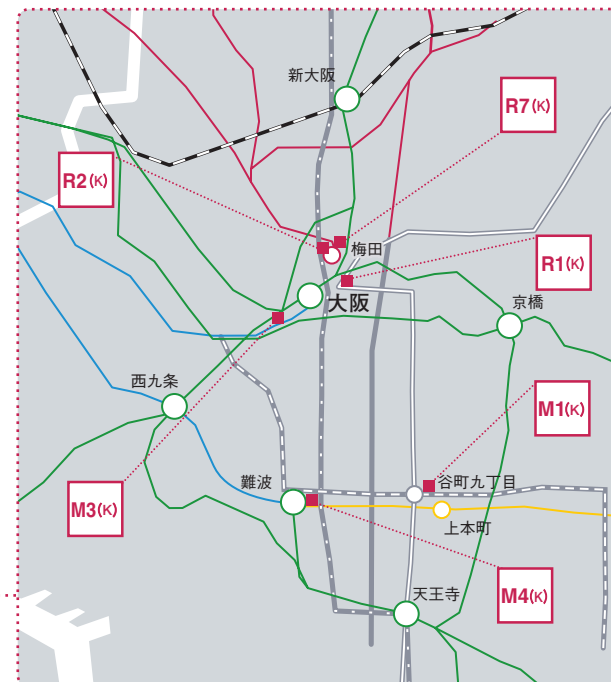 新大阪
R7(K)
R2(K)
梅田
R1(K)
大阪
京橋
西九条
M1(K)
難波
谷町九丁目
M3(K)
上本町
M4(K)
天王寺